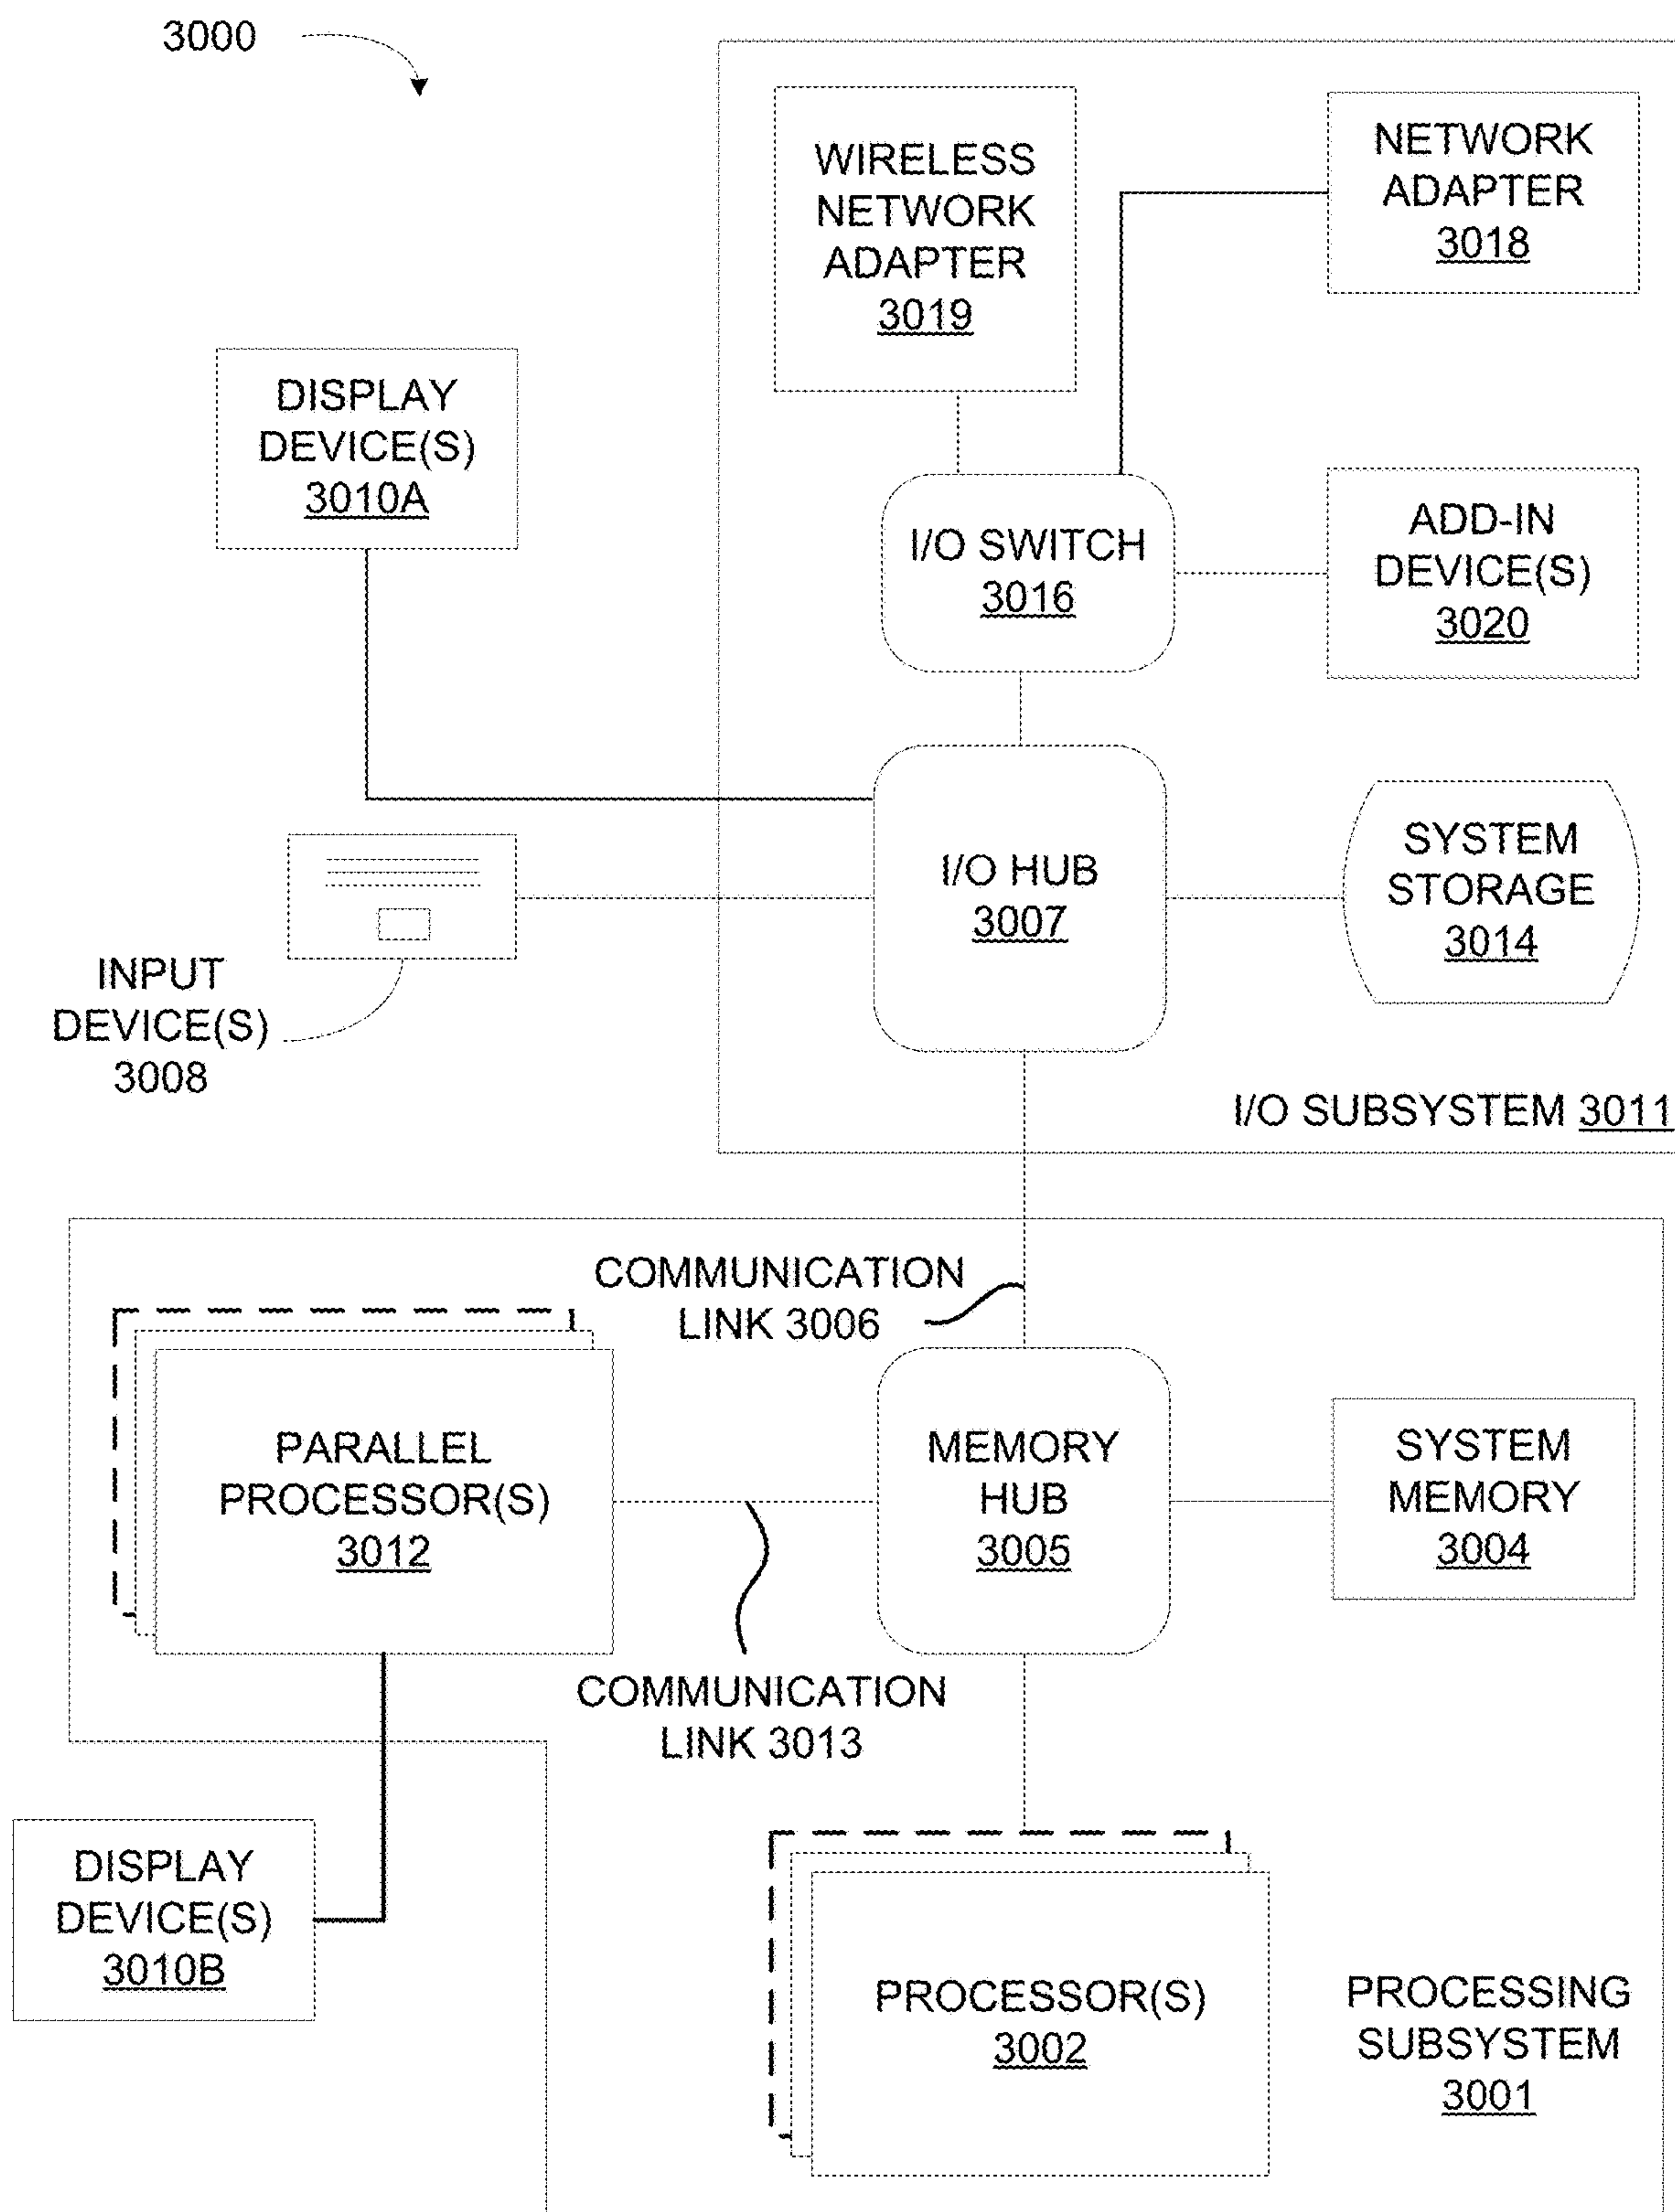 3000
WIRELESS
NETWORK
ADAPTER
3019
NETWORK
ADAPTER
3018
DISPLAY
DEVICE(S)
3010A
I/O SWITCH
3016
ADD-IN
DEVICE(S)
3020
I/O HUB
3007
SYSTEM
STORAGE
3014
INPUT
DEVICE(S)
3008
I/O SUBSYSTEM 3011
COMMUNICATION
LINK 3006
PARALLEL
PROCESSOR(S)
3012
MEMORY
HUB
3005
SYSTEM
MEMORY
3004
COMMUNICATION
LINK 3013
DISPLAY
DEVICE(S)
3010B
PROCESSOR(S)
3002
PROCESSING
SUBSYSTEM
3001